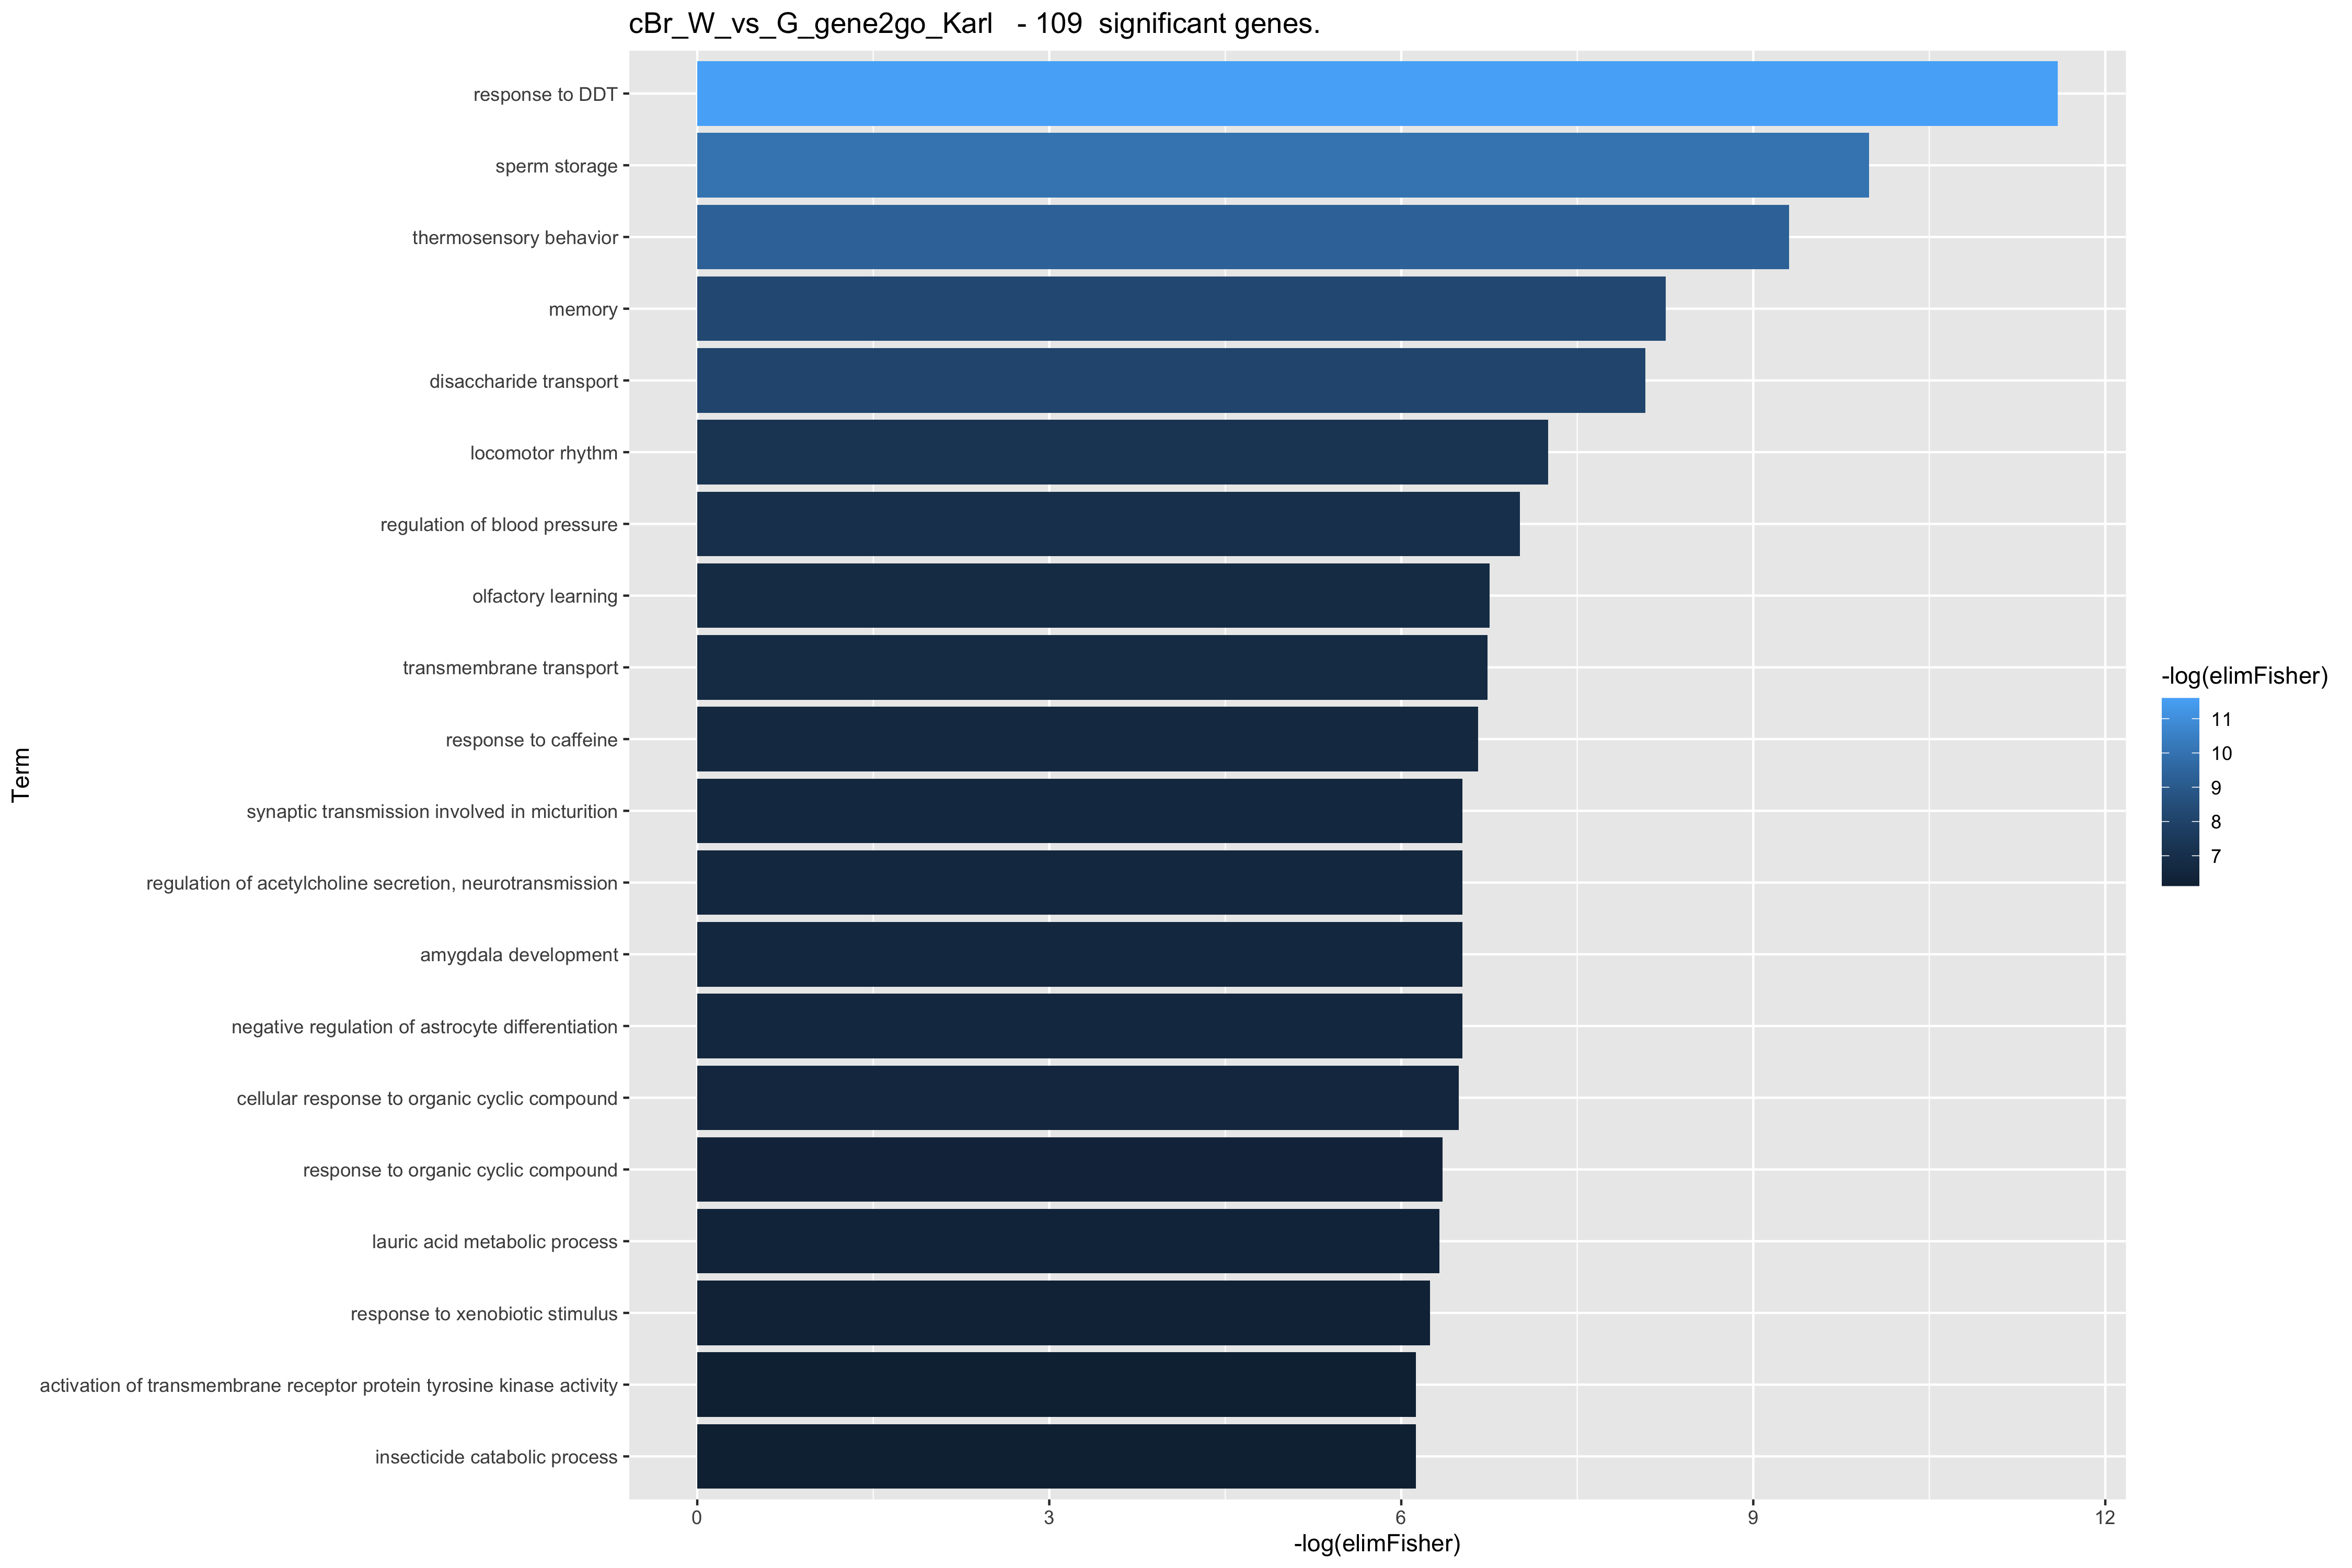 cBr_W_vs_G_gene2go_Karl   - 109  significant genes.
response to DDT
sperm storage
thermosensory behavior
memory
disaccharide transport
locomotor rhythm
regulation of blood pressure
olfactory learning
transmembrane transport
response to caffeine
synaptic transmission involved in micturition
regulation of acetylcholine secretion, neurotransmission
amygdala development
negative regulation of astrocyte differentiation
cellular response to organic cyclic compound
response to organic cyclic compound
lauric acid metabolic process
response to xenobiotic stimulus
activation of transmembrane receptor protein tyrosine kinase activity
insecticide catabolic process
Term
0 3 6 9 12
-log(elimFisher)
-log(elimFisher)
11
10
9
8
7